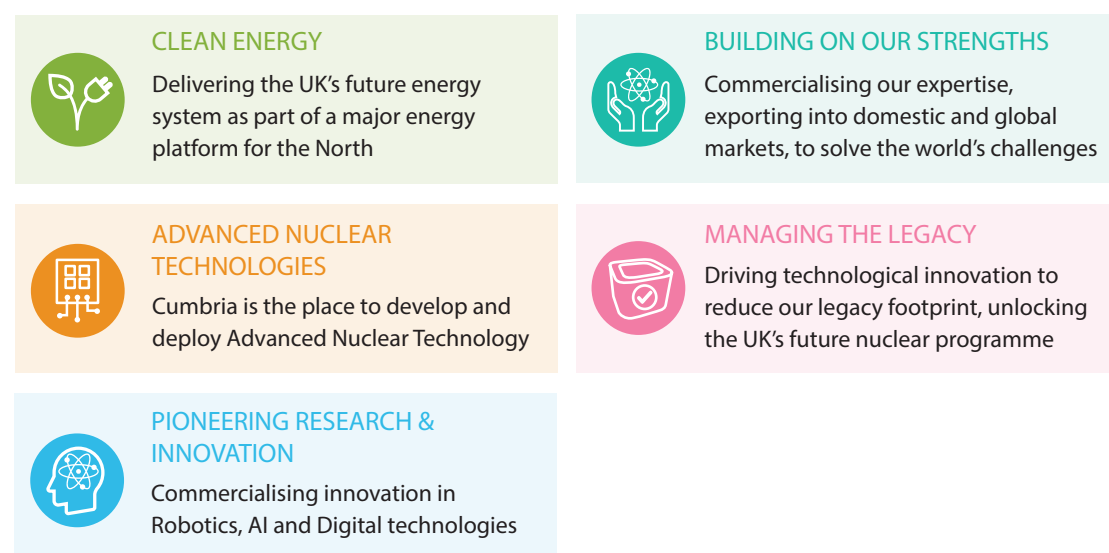 CLEAN ENERGY
Delivering the UK’s future energy
system as part of a major energy
platform for the North
BUILDING ON OUR STRENGTHS
Commercialising our expertise,
exporting into domestic and global
markets, to solve the world’s challenges
ADVANCED NUCLEAR
TECHNOLOGIES
Cumbria is the place to develop and
deploy Advanced Nuclear Technology
MANAGING THE LEGACY
Driving technological innovation to
reduce our legacy footprint, unlocking
the UK’s future nuclear programme
PIONEERING RESEARCH &
INNOVATION
Commercialising innovation in
Robotics, AI and Digital technologies